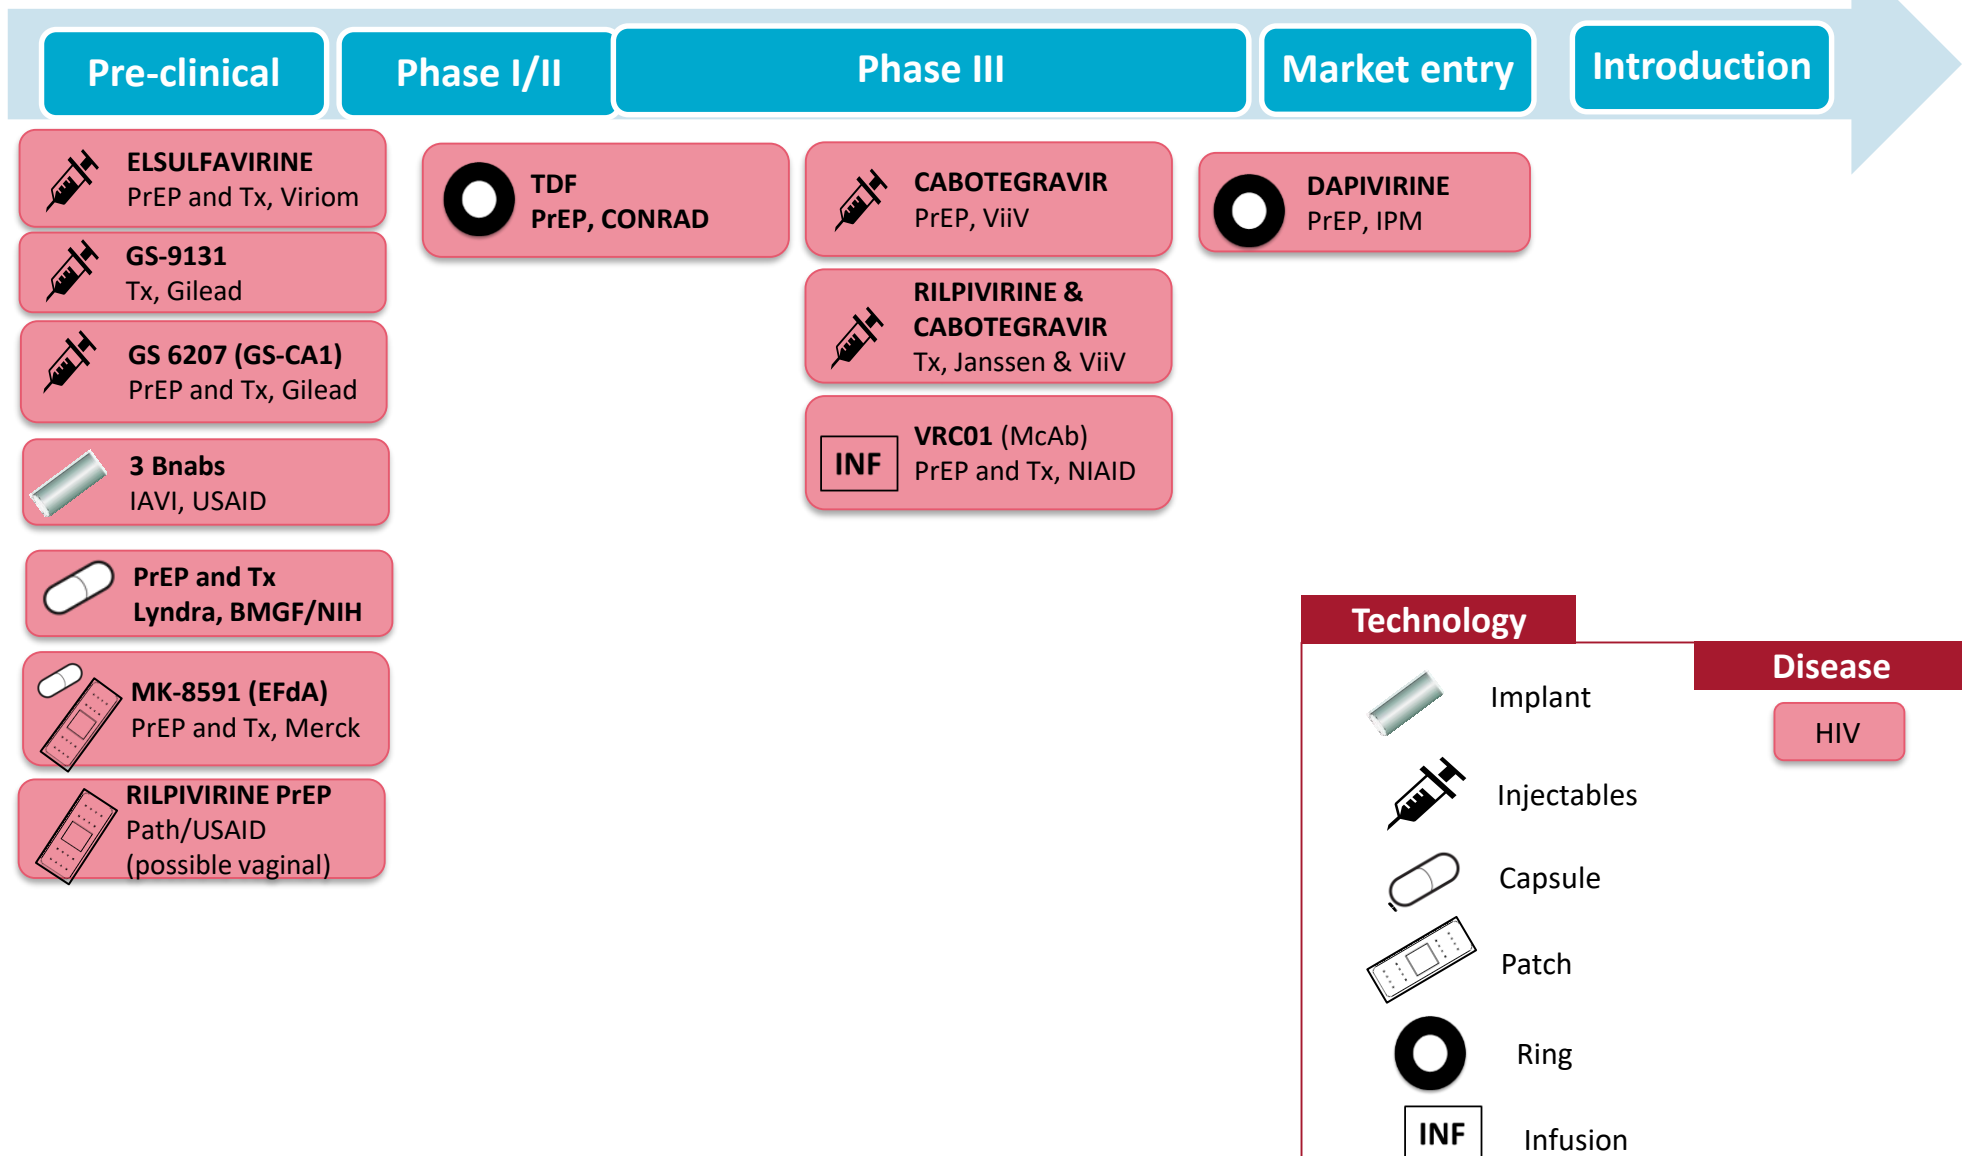 Pre-clinical
Phase I/II
Phase III
Market entry
Introduction
ELSULFAVIRINE
PrEP and Tx, Viriom
GS-9131
Tx, Gilead
GS 6207 (GS-CA1)
PrEP and Tx, Gilead
3 Bnabs
IAVI, USAID
PrEP and Tx
Lyndra, BMGF/NIH
MK-8591 (EFdA)
PrEP and Tx, Merck
RILPIVIRINE PrEP
Path/USAID
(possible vaginal)
TDF
PrEP, CONRAD
CABOTEGRAVIR
PrEP, ViiV
RILPIVIRINE &
CABOTEGRAVIR
Tx, Janssen & ViiV
INF
VRC01 (McAb)
PrEP and Tx, NIAID
DAPIVIRINE
PrEP, IPM
Technology
Implant
Injectables
Capsule
Patch
Ring
INF
Infusion
Disease
HIV